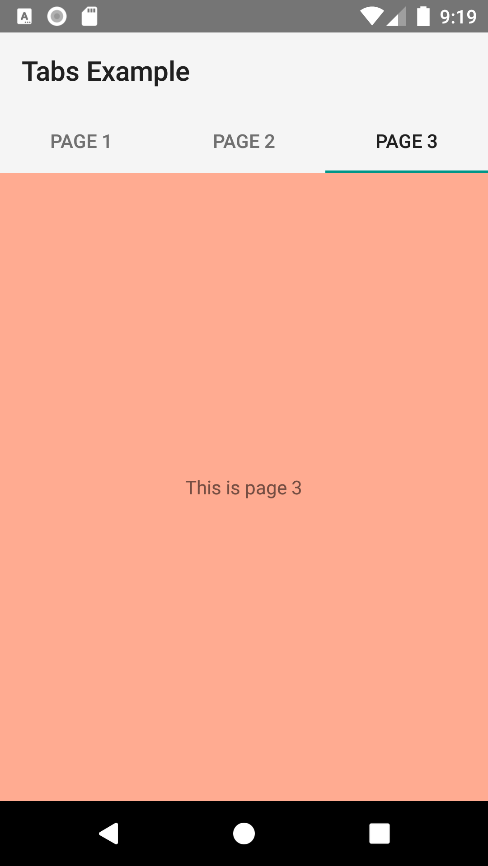 9:19
Tabs Example
PAGE 1 PAGE 2 PAGE 3
This is page 3